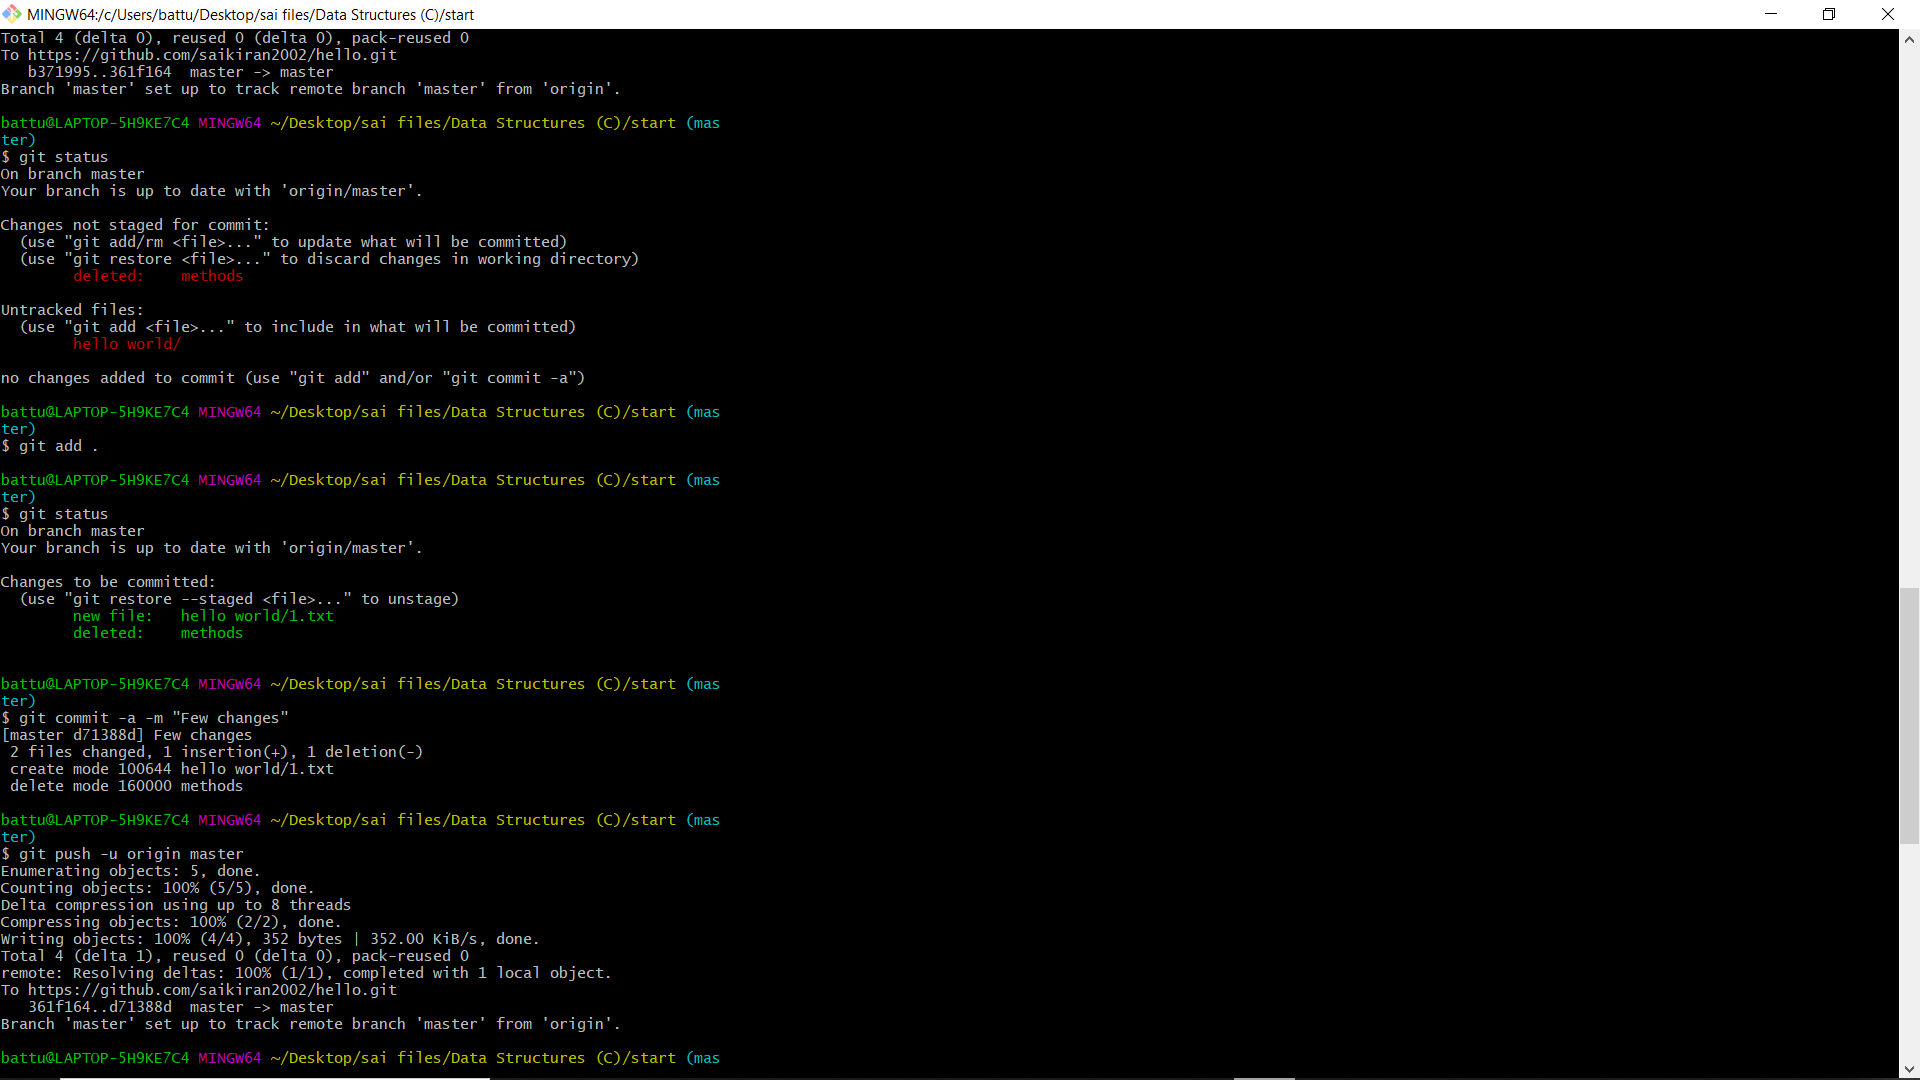 MINGW64:/c/Users/battu/Desktop/sai files/Data Structures (C)/start
Total 4 (delta 0), reused 0 (delta 0), pack-reused 0
To https://github.com/saikiran2002/hello.git
   b371995..361f164  master -> master
Branch 'master' set up to track remote branch 'master' from 'origin'.

battu@LAPTOP-5H9KE7C4 MINGW64 ~/Desktop/sai files/Data Structures (C)/start (mas
ter)
$ git status
On branch master
Your branch is up to date with 'origin/master'.

Changes not staged for commit:
  (use "git add/rm <file>..." to update what will be committed)
  (use "git restore <file>..." to discard changes in working directory)
        deleted:    methods

Untracked files:
  (use "git add <file>..." to include in what will be committed)
        hello world/

no changes added to commit (use "git add" and/or "git commit -a")

battu@LAPTOP-5H9KE7C4 MINGW64 ~/Desktop/sai files/Data Structures (C)/start (mas
ter)
$ git add .

battu@LAPTOP-5H9KE7C4 MINGW64 ~/Desktop/sai files/Data Structures (C)/start (mas
ter)
$ git status
On branch master
Your branch is up to date with 'origin/master'.

Changes to be committed:
  (use "git restore --staged <file>..." to unstage)
        new file:   hello world/1.txt
        deleted:    methods

battu@LAPTOP-5H9KE7C4 MINGW64 ~/Desktop/sai files/Data Structures (C)/start (mas
ter)
$ git commit -a -m "Few changes"
[master d71388d] Few changes
 2 files changed, 1 insertion(+), 1 deletion(-)
 create mode 100644 hello world/1.txt
 delete mode 160000 methods

battu@LAPTOP-5H9KE7C4 MINGW64 ~/Desktop/sai files/Data Structures (C)/start (mas
ter)
$ git push -u origin master
Enumerating objects: 5, done.
Counting objects: 100% (5/5), done.
Delta compression using up to 8 threads
Compressing objects: 100% (2/2), done.
Writing objects: 100% (4/4), 352 bytes | 352.00 KiB/s, done.
Total 4 (delta 1), reused 0 (delta 0), pack-reused 0
remote: Resolving deltas: 100% (1/1), completed with 1 local object.
To https://github.com/saikiran2002/hello.git
   361f164..d71388d  master -> master
Branch 'master' set up to track remote branch 'master' from 'origin'.

battu@LAPTOP-5H9KE7C4 MINGW64 ~/Desktop/sai files/Data Structures (C)/start (mas